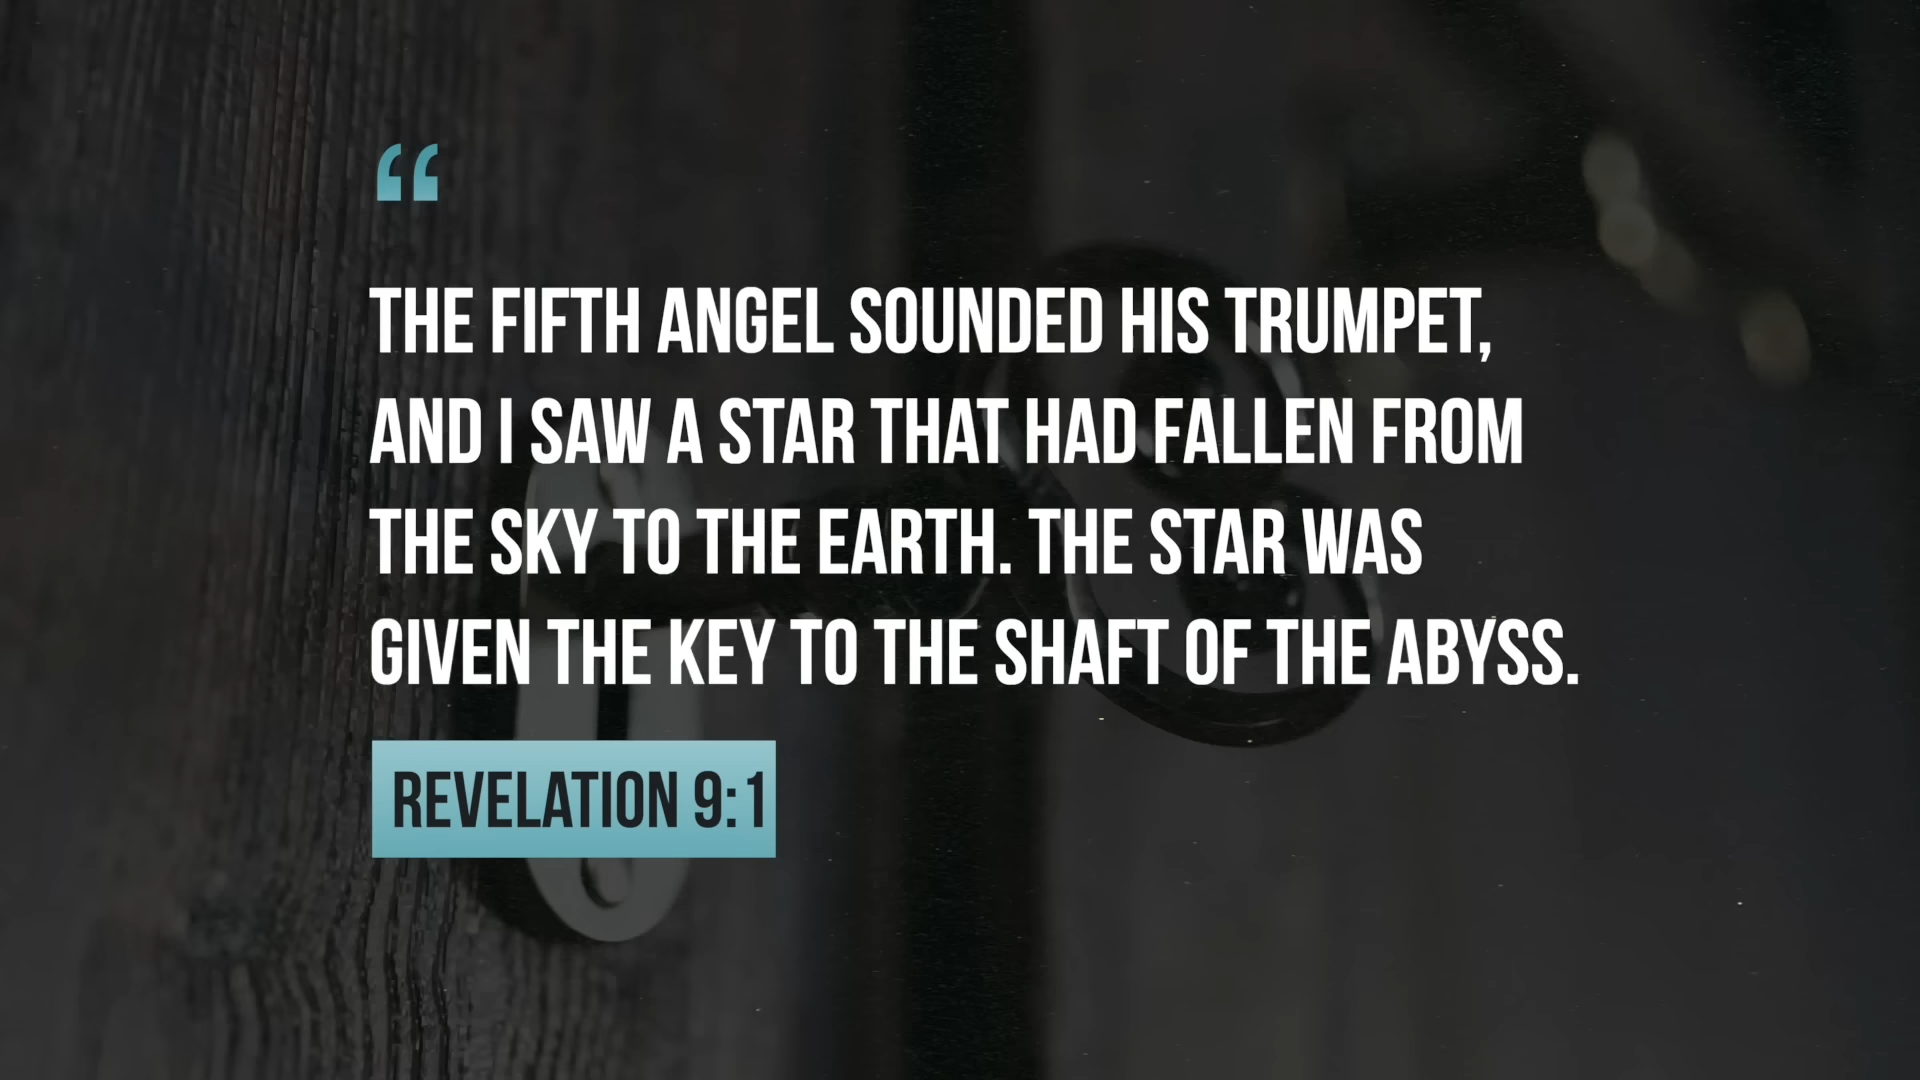 “
THE FIFTH ANGEL SOUNDED HIS TRUMPET,
AND I SAW A STAR THAT HAD FALLEN FROM
THE SKY TO THE EARTH. THE STAR WAS
GIVEN THE KEY TO THE SHAFT OF THE ABYSS.
REVELATION 9:1